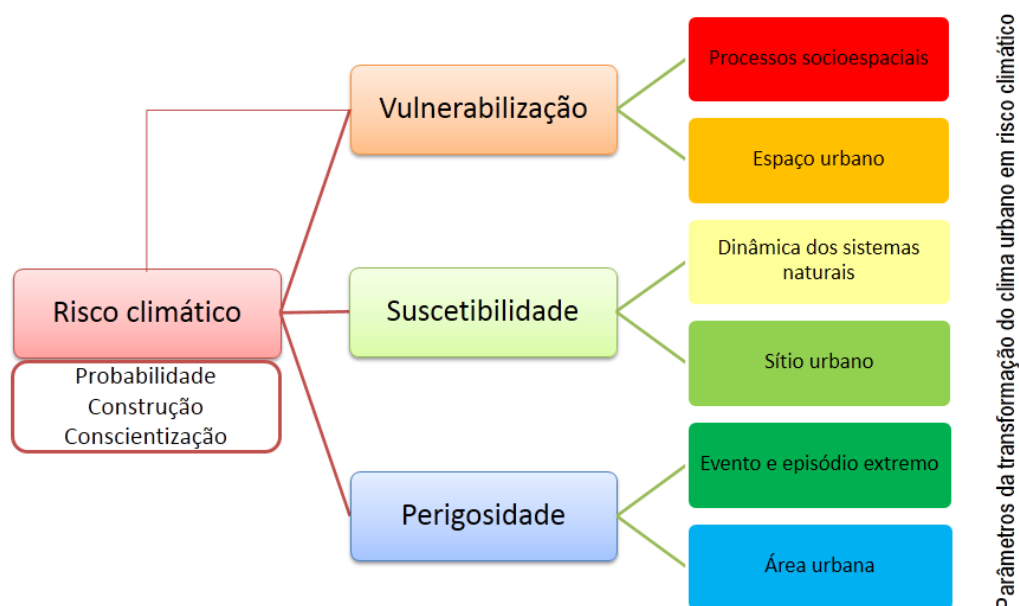 Processos socioespaciais
Vulnerabilização
Espaço urbano
Dinâmica dos sistemas
naturais
Risco climático
Suscetibilidade
Sítio urbano
Probabilidade
Construção
Conscientização
Evento e episódio extremo
Perigosidade
Área urbana
Parâmetros da transformação do clima urbano em risco climático